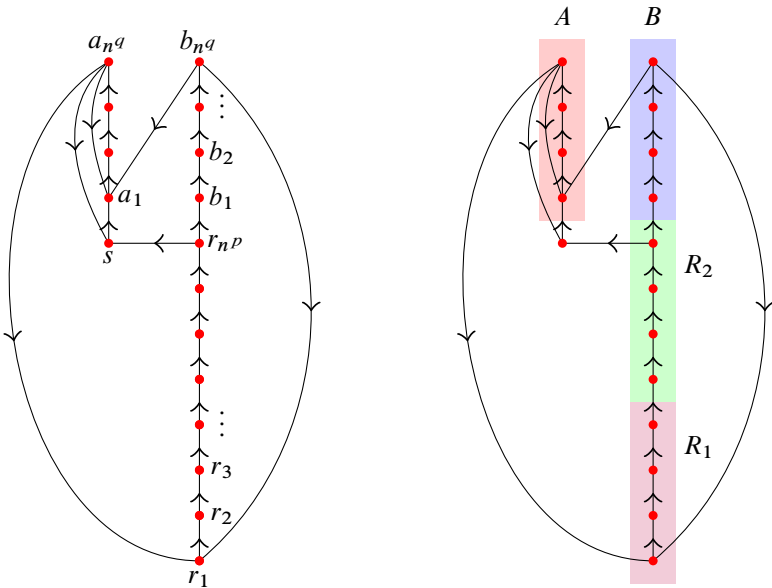 a_{n^q} b_{n^q} A B
⋮
b_2
a_1 b_1
r_{n^p}
s R_2
⋮
R_1
r_3
r_2
r_1